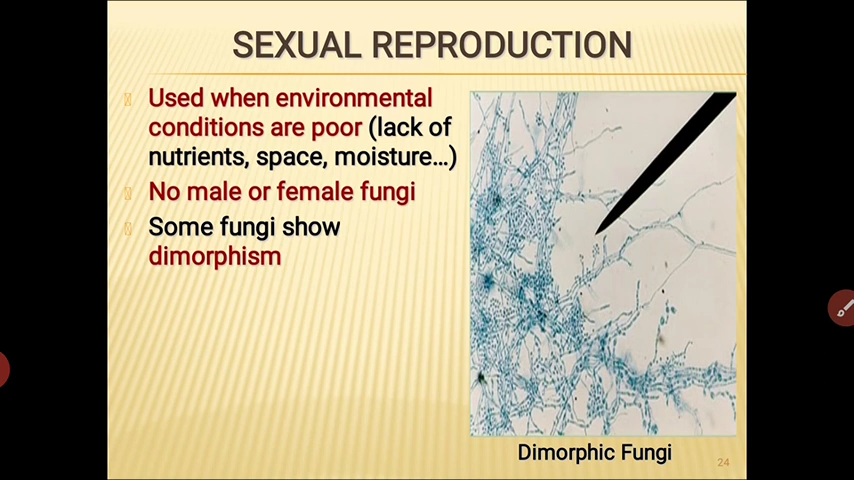 SEXUAL REPRODUCTION
Used when environmental
conditions are poor (lack of
nutrients, space, moisture...)
No male or female fungi
Some fungi show
dimorphism
Dimorphic Fungi
24